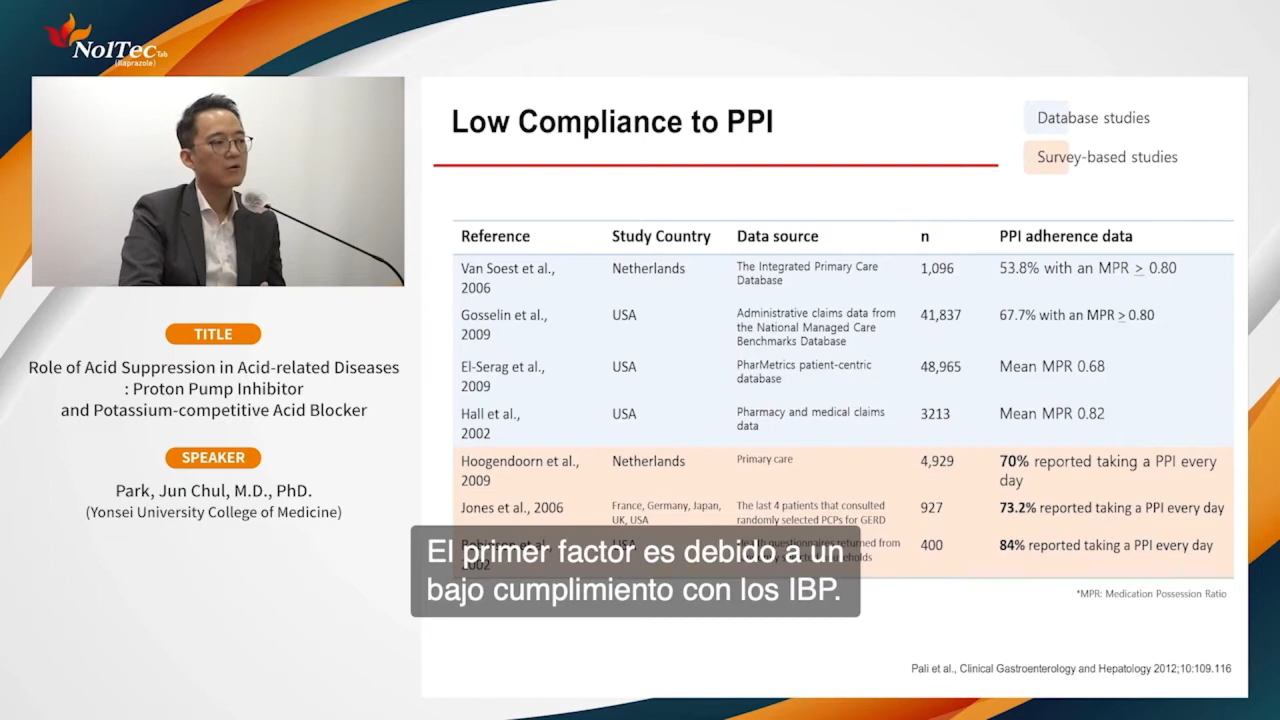 NolTec Tab
(Ilaprazole)
TITLE
Role of Acid Suppression in Acid-related Diseases
: Proton Pump Inhibitor
and Potassium-competitive Acid Blocker
SPEAKER
Park, Jun Chul, M.D., PhD.
(Yonsei University College of Medicine)
Low Compliance to PPI
Database studies
Survey-based studies
Reference Study Country Data source n PPI adherence data
Van Soest et al., 2006 Netherlands The Integrated Primary Care Database 1,096 53.8% with an MPR ≥ 0.80
Gosselin et al., 2009 USA Administrative claims data from the National Managed Care Benchmarks Database 41,837 67.7% with an MPR ≥ 0.80
El-Serag et al., 2009 USA PharMetrics patient-centric database 48,965 Mean MPR 0.68
Hall et al., 2002 USA Pharmacy and medical claims data 3213 Mean MPR 0.82
Hoogendoorn et al., 2009 Netherlands Primary care 4,929 70% reported taking a PPI every day
Jones et al., 2006 France, Germany, Japan, UK, USA The last 4 patients that consulted randomly selected PCPs for GERD 927 73.2% reported taking a PPI every day
2002 USA questionnaires returned from 400 84% reported taking a PPI every day
El primer factor es debido a un
bajo cumplimiento con los IBP.
*MPR: Medication Possession Ratio
Pali et al., Clinical Gastroenterology and Hepatology 2012;10:109.116